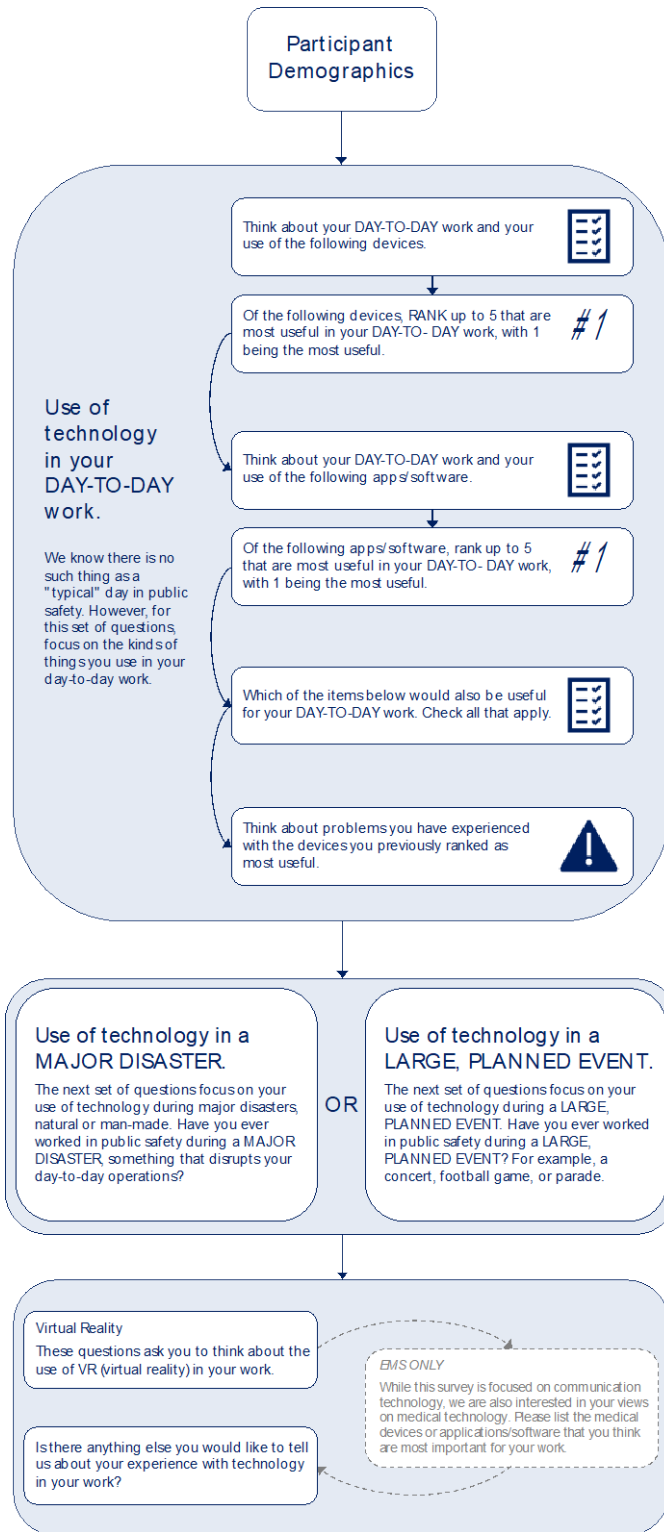 Participant
Demographics
Think about your DAY-TO-DAY work and your
use of the following devices.
Of the following devices, RANK up to 5 that are
most useful in your DAY-TO- DAY work, with 1
being the most useful.
#1
Use of
technology
in your
DAY-TO-DAY
work.
We know there is no
such thing as a
"typical" day in public
safety. However, for
this set of questions,
focus on the kinds of
things you use in your
day-to-day work.
Think about your DAY-TO-DAY work and your
use of the following apps/software.
Of the following apps/software, rank up to 5
that are most useful in your DAY-TO- DAY work,
with 1 being the most useful.
#1
Which of the items below would also be useful
for your DAY-TO-DAY work. Check all that apply.
Think about problems you have experienced
with the devices you previously ranked as
most useful.
Use of technology in a
MAJOR DISASTER.
The next set of questions focus on your
use of technology during major disasters,
natural or man-made. Have you ever
worked in public safety during a MAJOR
DISASTER, something that disrupts your
day-to-day operations?
OR
Use of technology in a
LARGE, PLANNED EVENT.
The next set of questions focus on your
use of technology during a LARGE,
PLANNED EVENT. Have you ever worked
in public safety during a LARGE,
PLANNED EVENT? For example, a
concert, football game, or parade.
Virtual Reality
These questions ask you to think about the
use of VR (virtual reality) in your work.
EMS ONLY
While this survey is focused on communication
technology, we are also interested in your views
on medical technology. Please list the medical
devices or applications/software that you think
are most important for your work.
Is there anything else you would like to tell
us about your experience with technology
in your work?